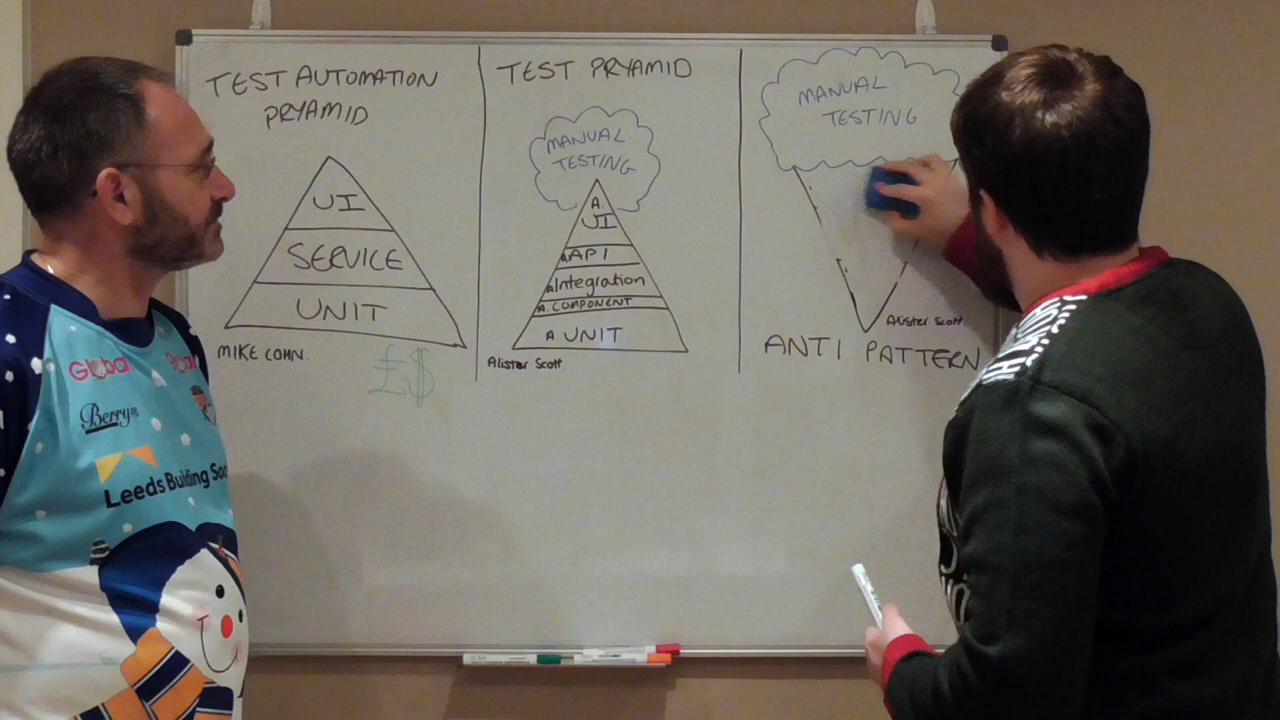 TEST AUTOMATION
PRYAMID
UI
SERVICE
UNIT
MIKE COHN.
£$
TEST PRYAMID
MANUAL
TESTING
A.
UI
A API
A Integration
A. COMPONENT
A UNIT
Alister Scott
MANUAL
TESTING
Alister Scott
ANTI PATTERN
Global
Berry's
Leeds Building Soc